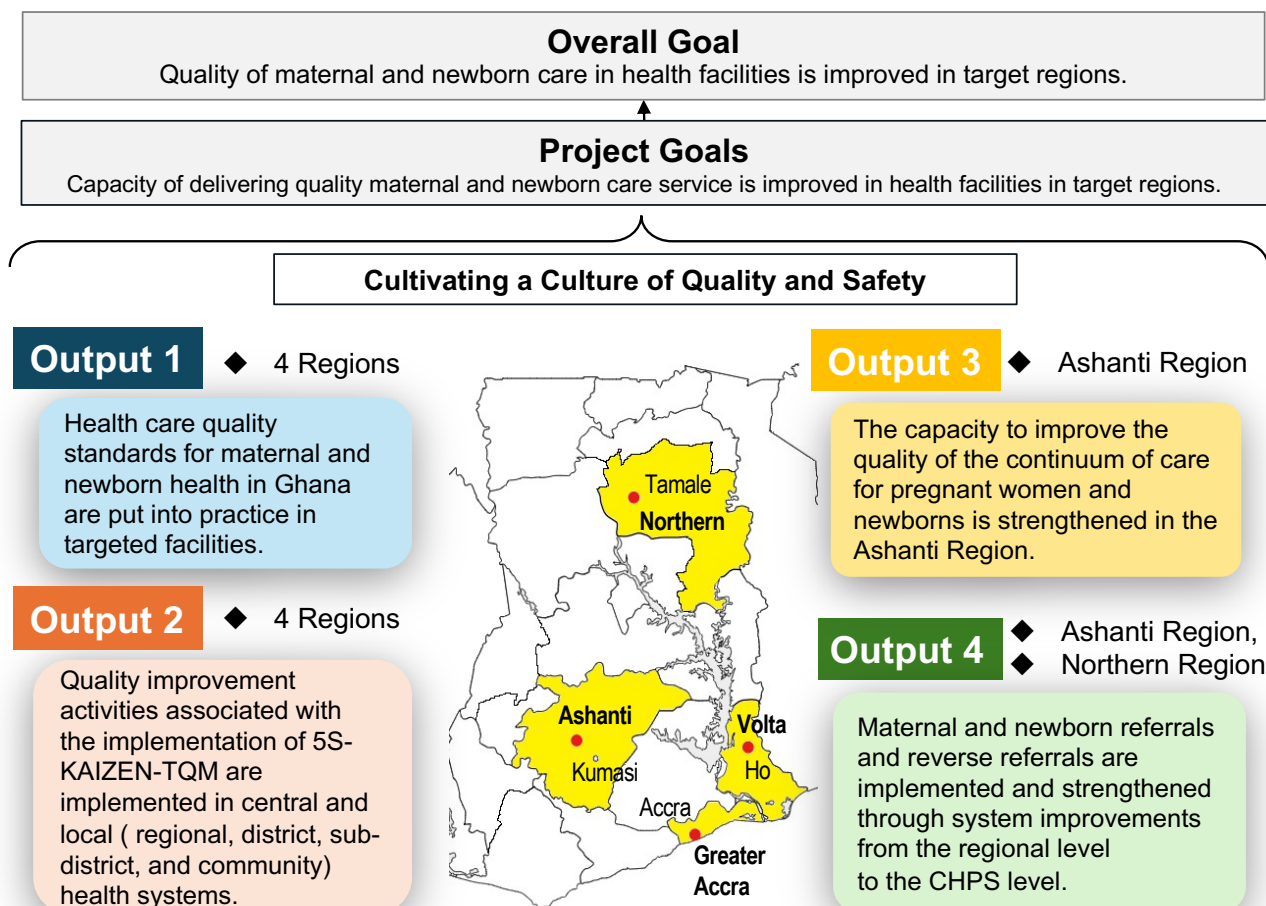 Overall Goal
Quality of maternal and newborn care in health facilities is improved in target regions.
Project Goals
Capacity of delivering quality maternal and newborn care service is improved in health facilities in target regions.
Cultivating a Culture of Quality and Safety
Output 1
◆ 4 Regions
Health care quality
standards for maternal and
newborn health in Ghana
are put into practice in
targeted facilities.
Output 2
◆ 4 Regions
Quality improvement
activities associated with
the implementation of 5S-
KAIZEN-TQM are
implemented in central and
local ( regional, district, sub-
district, and community)
health systems.
Tamale
Northern
Ashanti
Kumasi
Volta
Ho
Accra
Greater
Accra
Output 3
◆ Ashanti Region
The capacity to improve the
quality of the continuum of care
for pregnant women and
newborns is strengthened in the
Ashanti Region.
Output 4
◆ Ashanti Region,
◆ Northern Region
Maternal and newborn referrals
and reverse referrals are
implemented and strengthened
through system improvements
from the regional level
to the CHPS level.